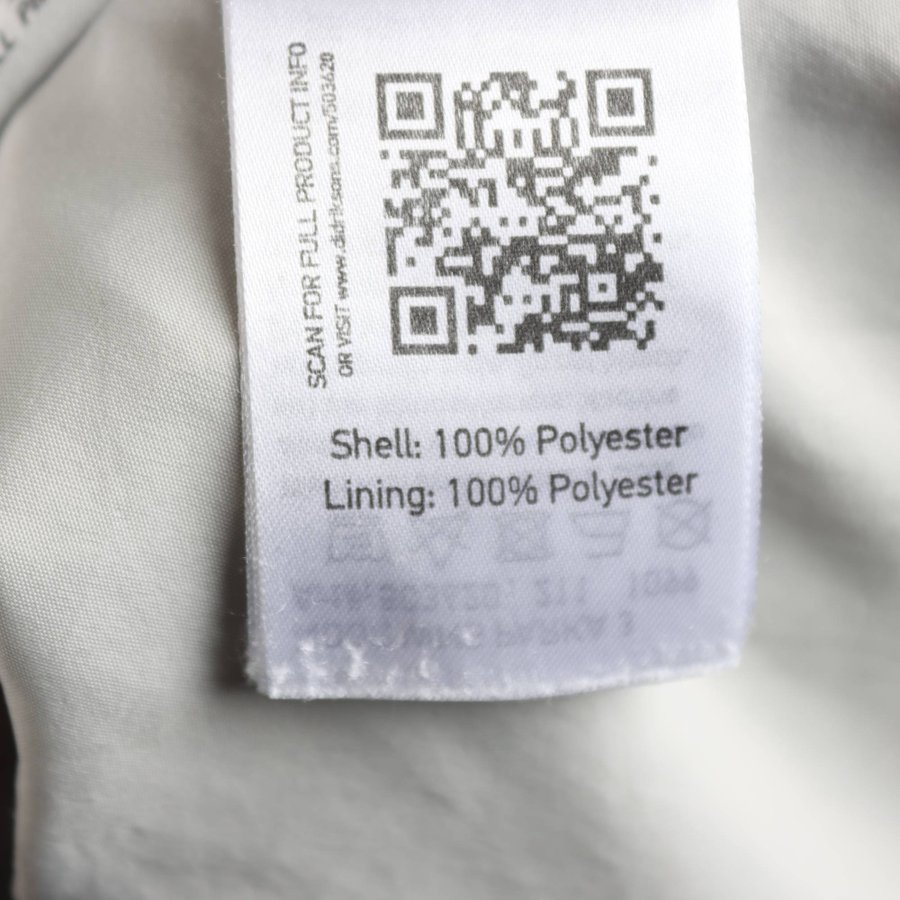 SCAN FOR FULL PRODUCT INFO
OR VISIT www.didriksons.com/503620
Shell: 100% Polyester
Lining: 100% Polyester